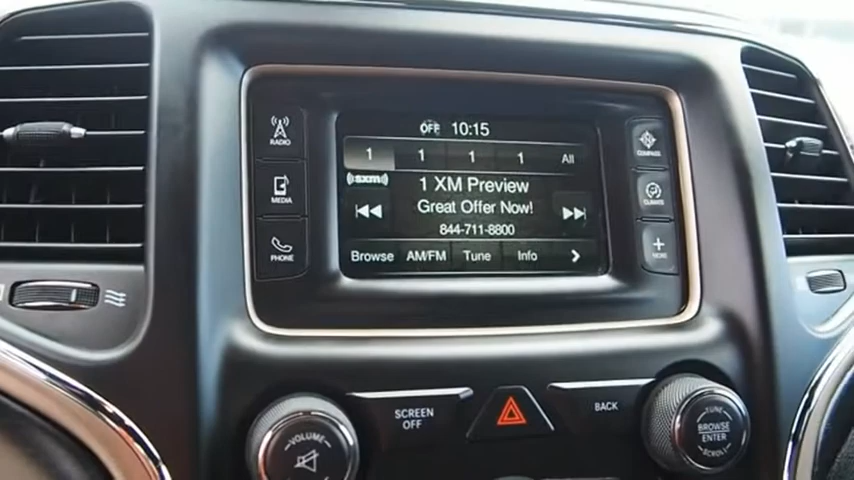 OFF 10:15
RADIO
COMPASS
1 1 1 1 All
((sxm))
1 XM Preview
MEDIA
CLIMATE
Great Offer Now!
844-711-8800
PHONE
MORE
Browse AM/FM Tune Info
VOLUME
SCREEN
OFF
BACK
TUNE
BROWSE
ENTER
SCROLL